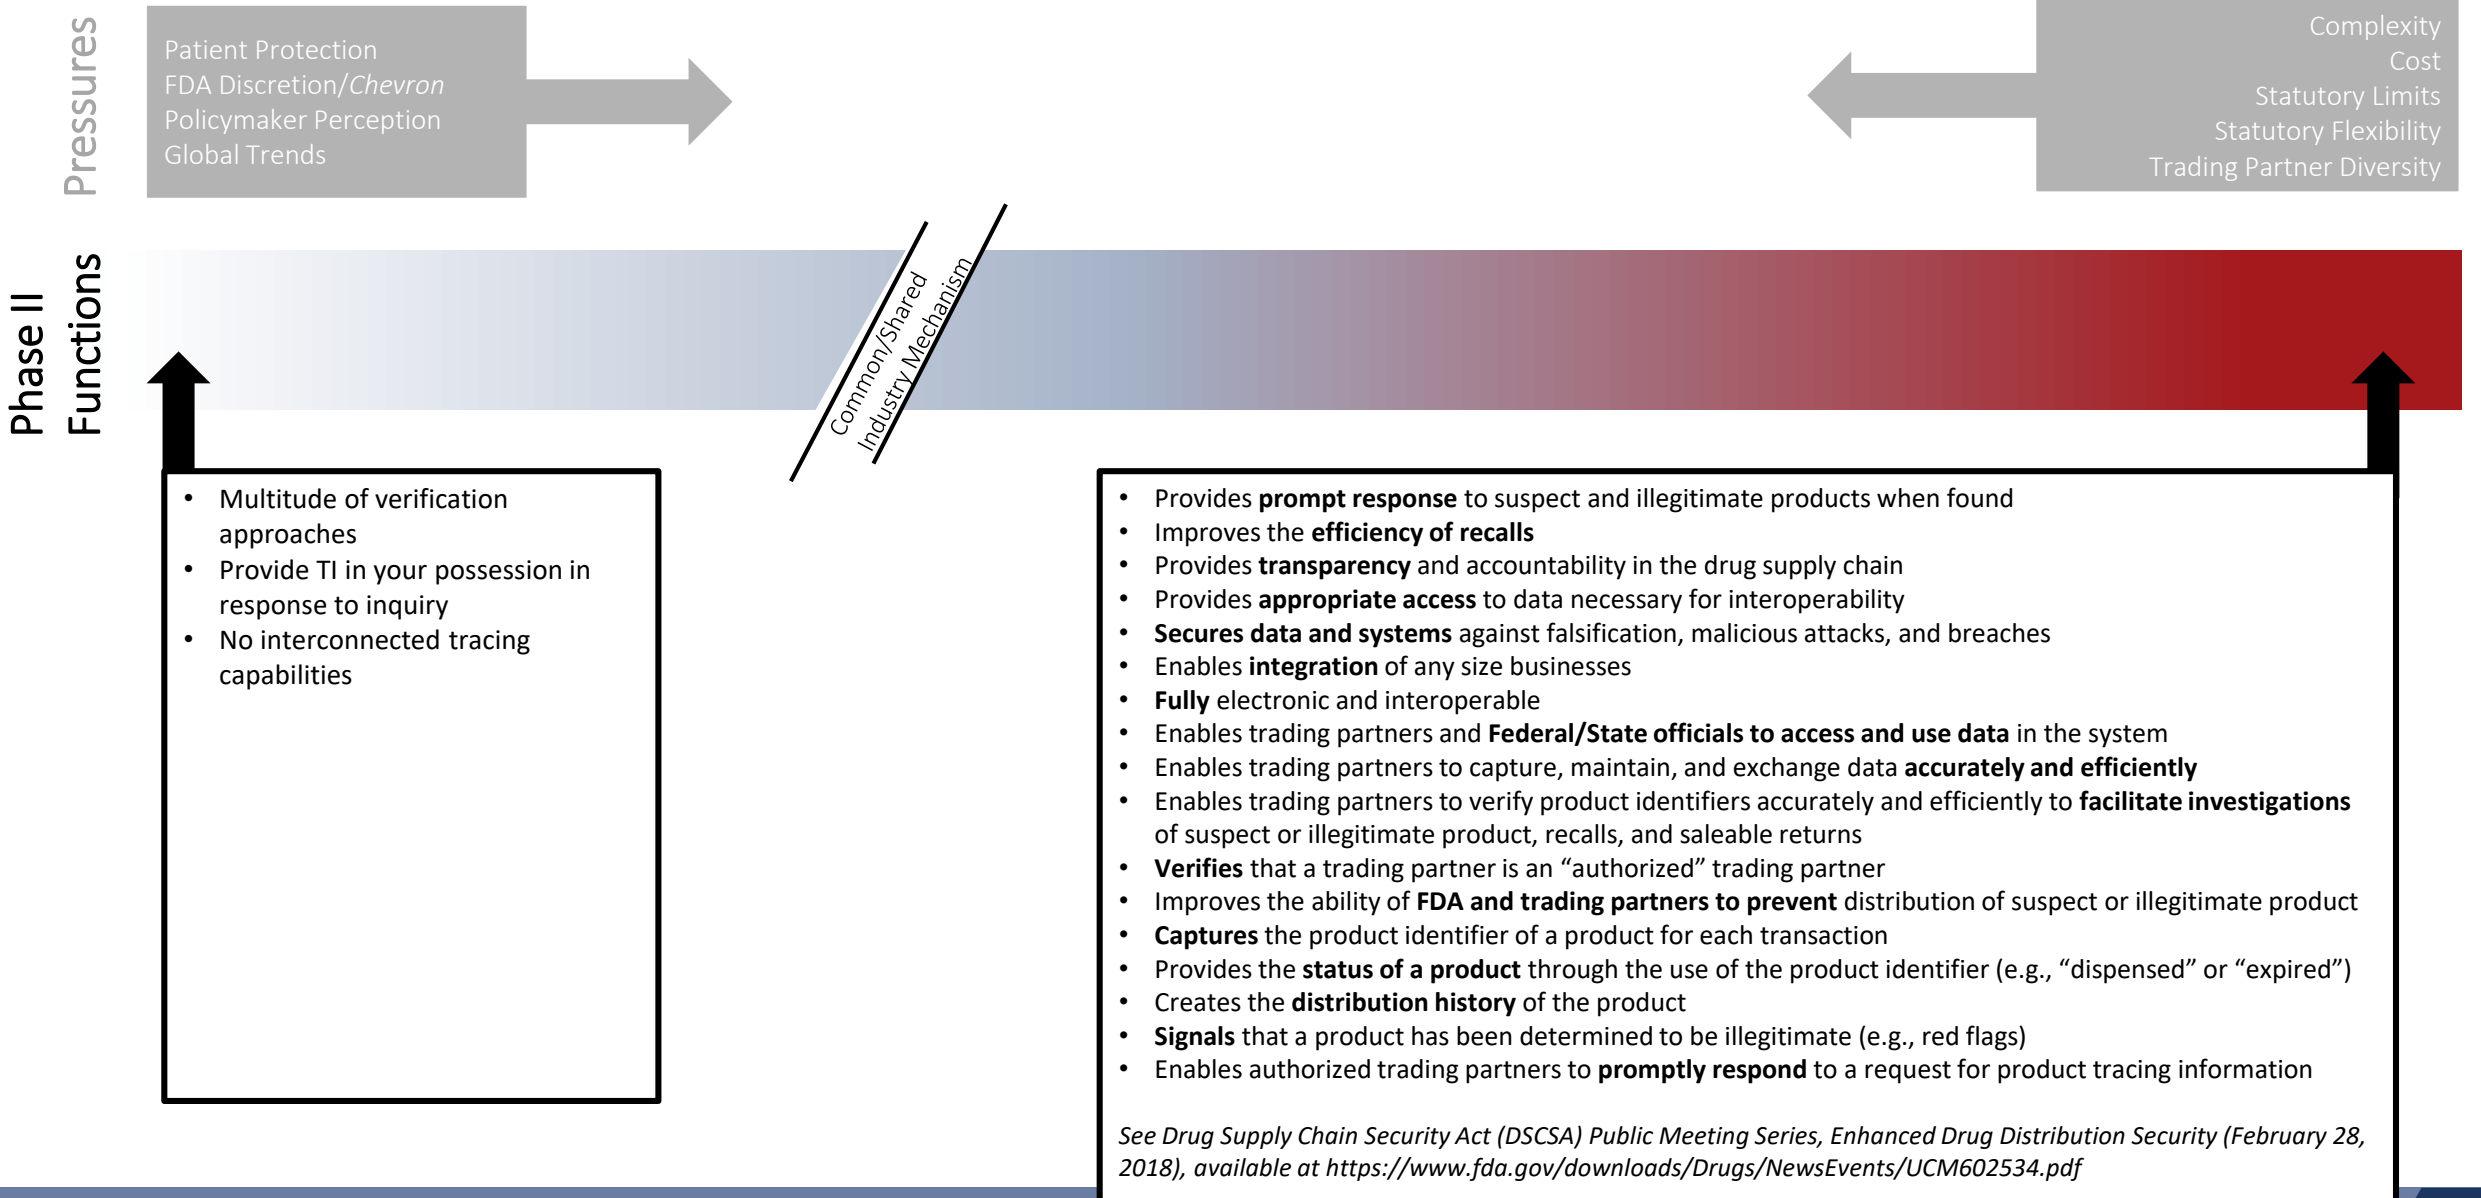 Pressures
Patient Protection
FDA Discretion/Chevron
Policymaker Perception
Global Trends
Complexity
Cost
Statutory Limits
Statutory Flexibility
Trading Partner Diversity
Phase II
Functions
Common/Shared
Industry Mechanism
• Multitude of verification
approaches
• Provide TI in your possession in
response to inquiry
• No interconnected tracing
capabilities
• Provides prompt response to suspect and illegitimate products when found
• Improves the efficiency of recalls
• Provides transparency and accountability in the drug supply chain
• Provides appropriate access to data necessary for interoperability
• Secures data and systems against falsification, malicious attacks, and breaches
• Enables integration of any size businesses
• Fully electronic and interoperable
• Enables trading partners and Federal/State officials to access and use data in the system
• Enables trading partners to capture, maintain, and exchange data accurately and efficiently
• Enables trading partners to verify product identifiers accurately and efficiently to facilitate investigations
of suspect or illegitimate product, recalls, and saleable returns
• Verifies that a trading partner is an “authorized” trading partner
• Improves the ability of FDA and trading partners to prevent distribution of suspect or illegitimate product
• Captures the product identifier of a product for each transaction
• Provides the status of a product through the use of the product identifier (e.g., “dispensed” or “expired”)
• Creates the distribution history of the product
• Signals that a product has been determined to be illegitimate (e.g., red flags)
• Enables authorized trading partners to promptly respond to a request for product tracing information
See Drug Supply Chain Security Act (DSCSA) Public Meeting Series, Enhanced Drug Distribution Security (February 28,
2018), available at https://www.fda.gov/downloads/Drugs/NewsEvents/UCM602534.pdf